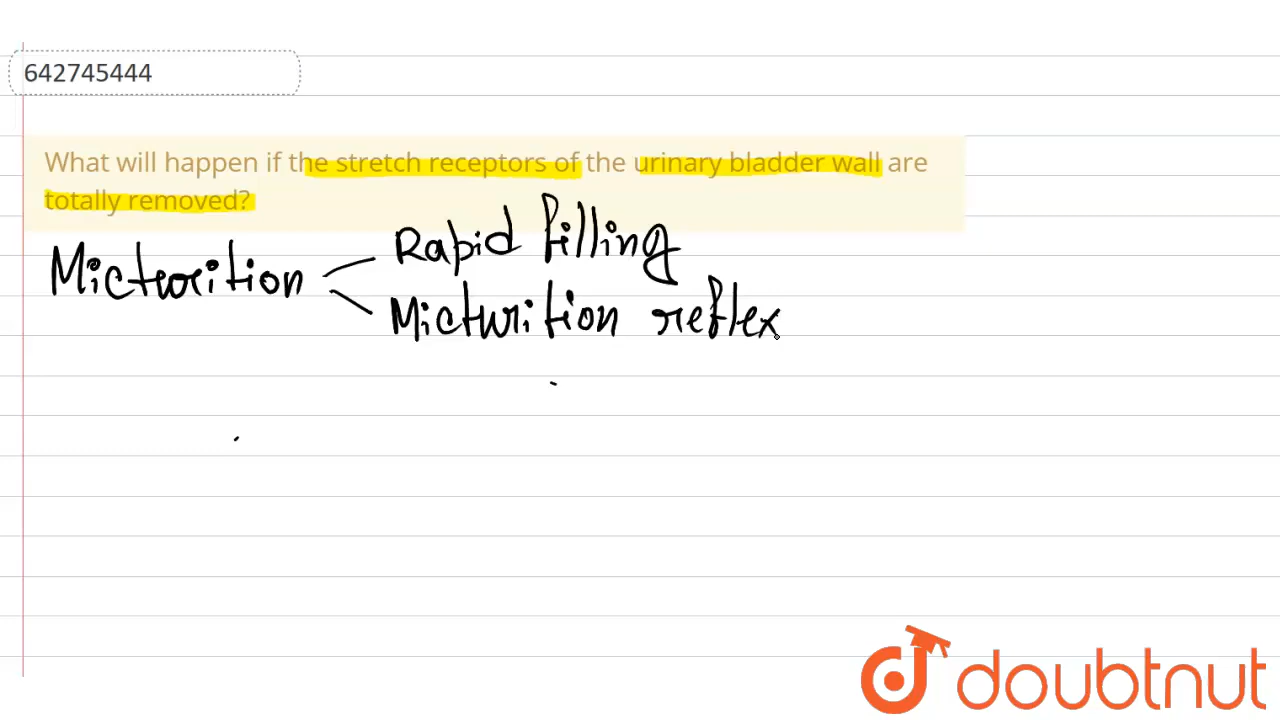 642745444
What will happen if the stretch receptors of the urinary bladder wall are
totally removed?
Rapid filling
Micturition
Micturition reflex
doubtnut